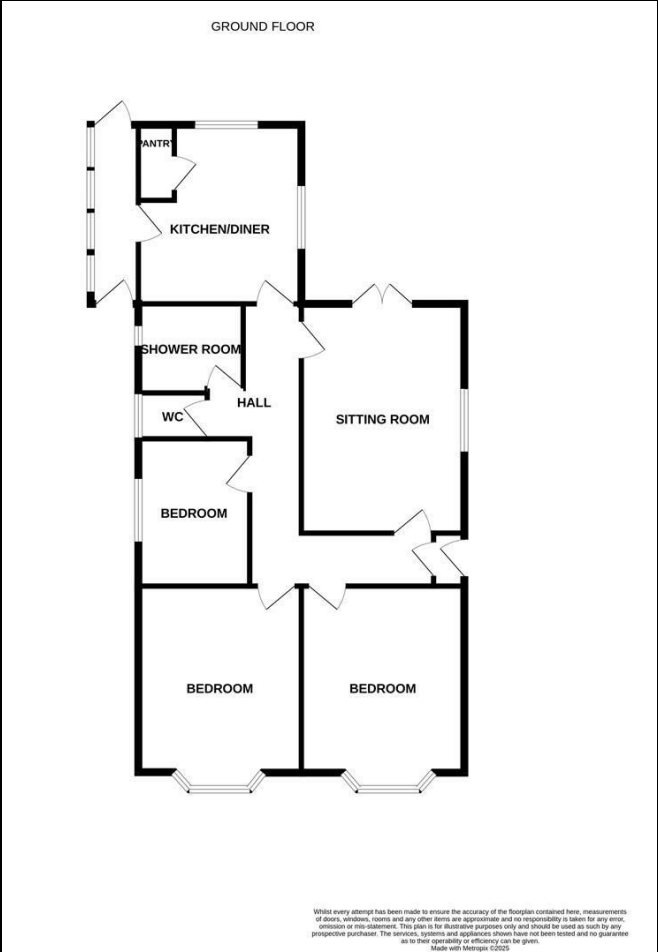 GROUND FLOOR
PANTRY
KITCHEN/DINER
SHOWER ROOM
HALL
WC
SITTING ROOM
BEDROOM
BEDROOM
BEDROOM
Whilst every attempt has been made to ensure the accuracy of the floorplan contained here, measurements
of doors, windows, rooms and any other items are approximate and no responsibility is taken for any error,
omission or mis-statement. This plan is for illustrative purposes only and should be used as such by any
prospective purchaser. The services, systems and appliances shown have not been tested and no guarantee
as to their operability or efficiency can be given.
Made with Metropix ©2025